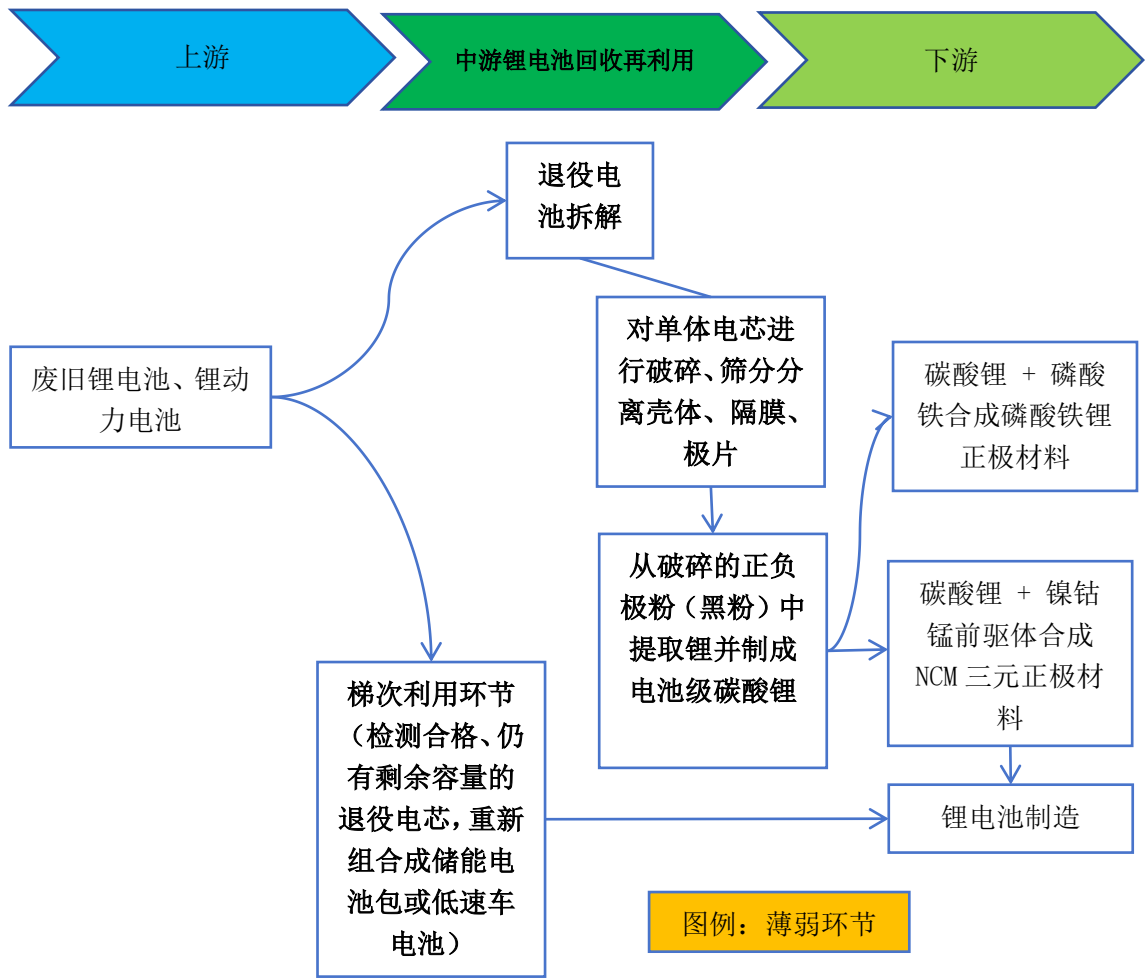 上游
中游锂电池回收再利用
下游
退役电
池拆解
对单体电芯进
行破碎、筛分分
离壳体、隔膜、
极片
废旧锂电池、锂动
力电池
碳酸锂 + 磷酸
铁合成磷酸铁锂
正极材料
从破碎的正负
极粉（黑粉）中
提取锂并制成
电池级碳酸锂
碳酸锂 + 镍钴
锰前驱体合成
NCM 三元正极材
料
梯次利用环节
（检测合格、仍
有剩余容量的
退役电芯，重新
组合成储能电
池包或低速车
电池）
锂电池制造
图例：薄弱环节